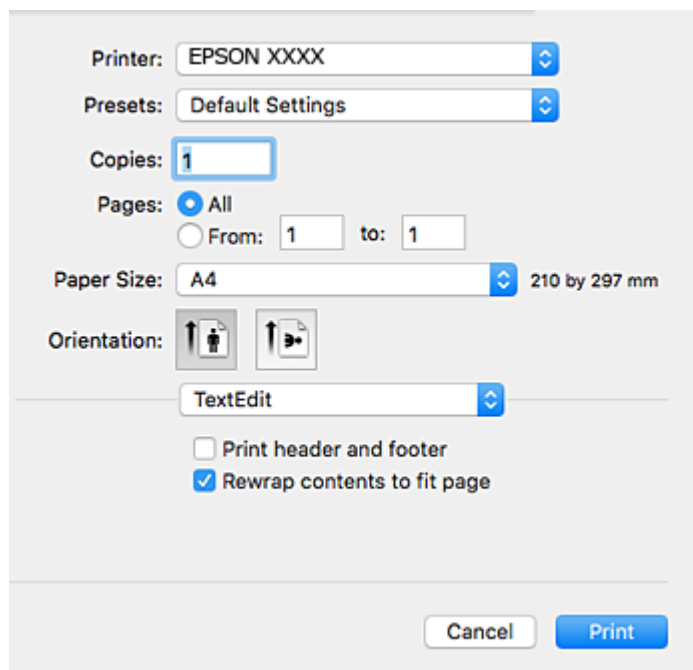 Printer: EPSON XXXX
Presets: Default Settings
Copies: 1
Pages: All
From: 1 to: 1
Paper Size: A4 210 by 297 mm
Orientation:
TextEdit
Print header and footer
Rewrap contents to fit page
Cancel Print